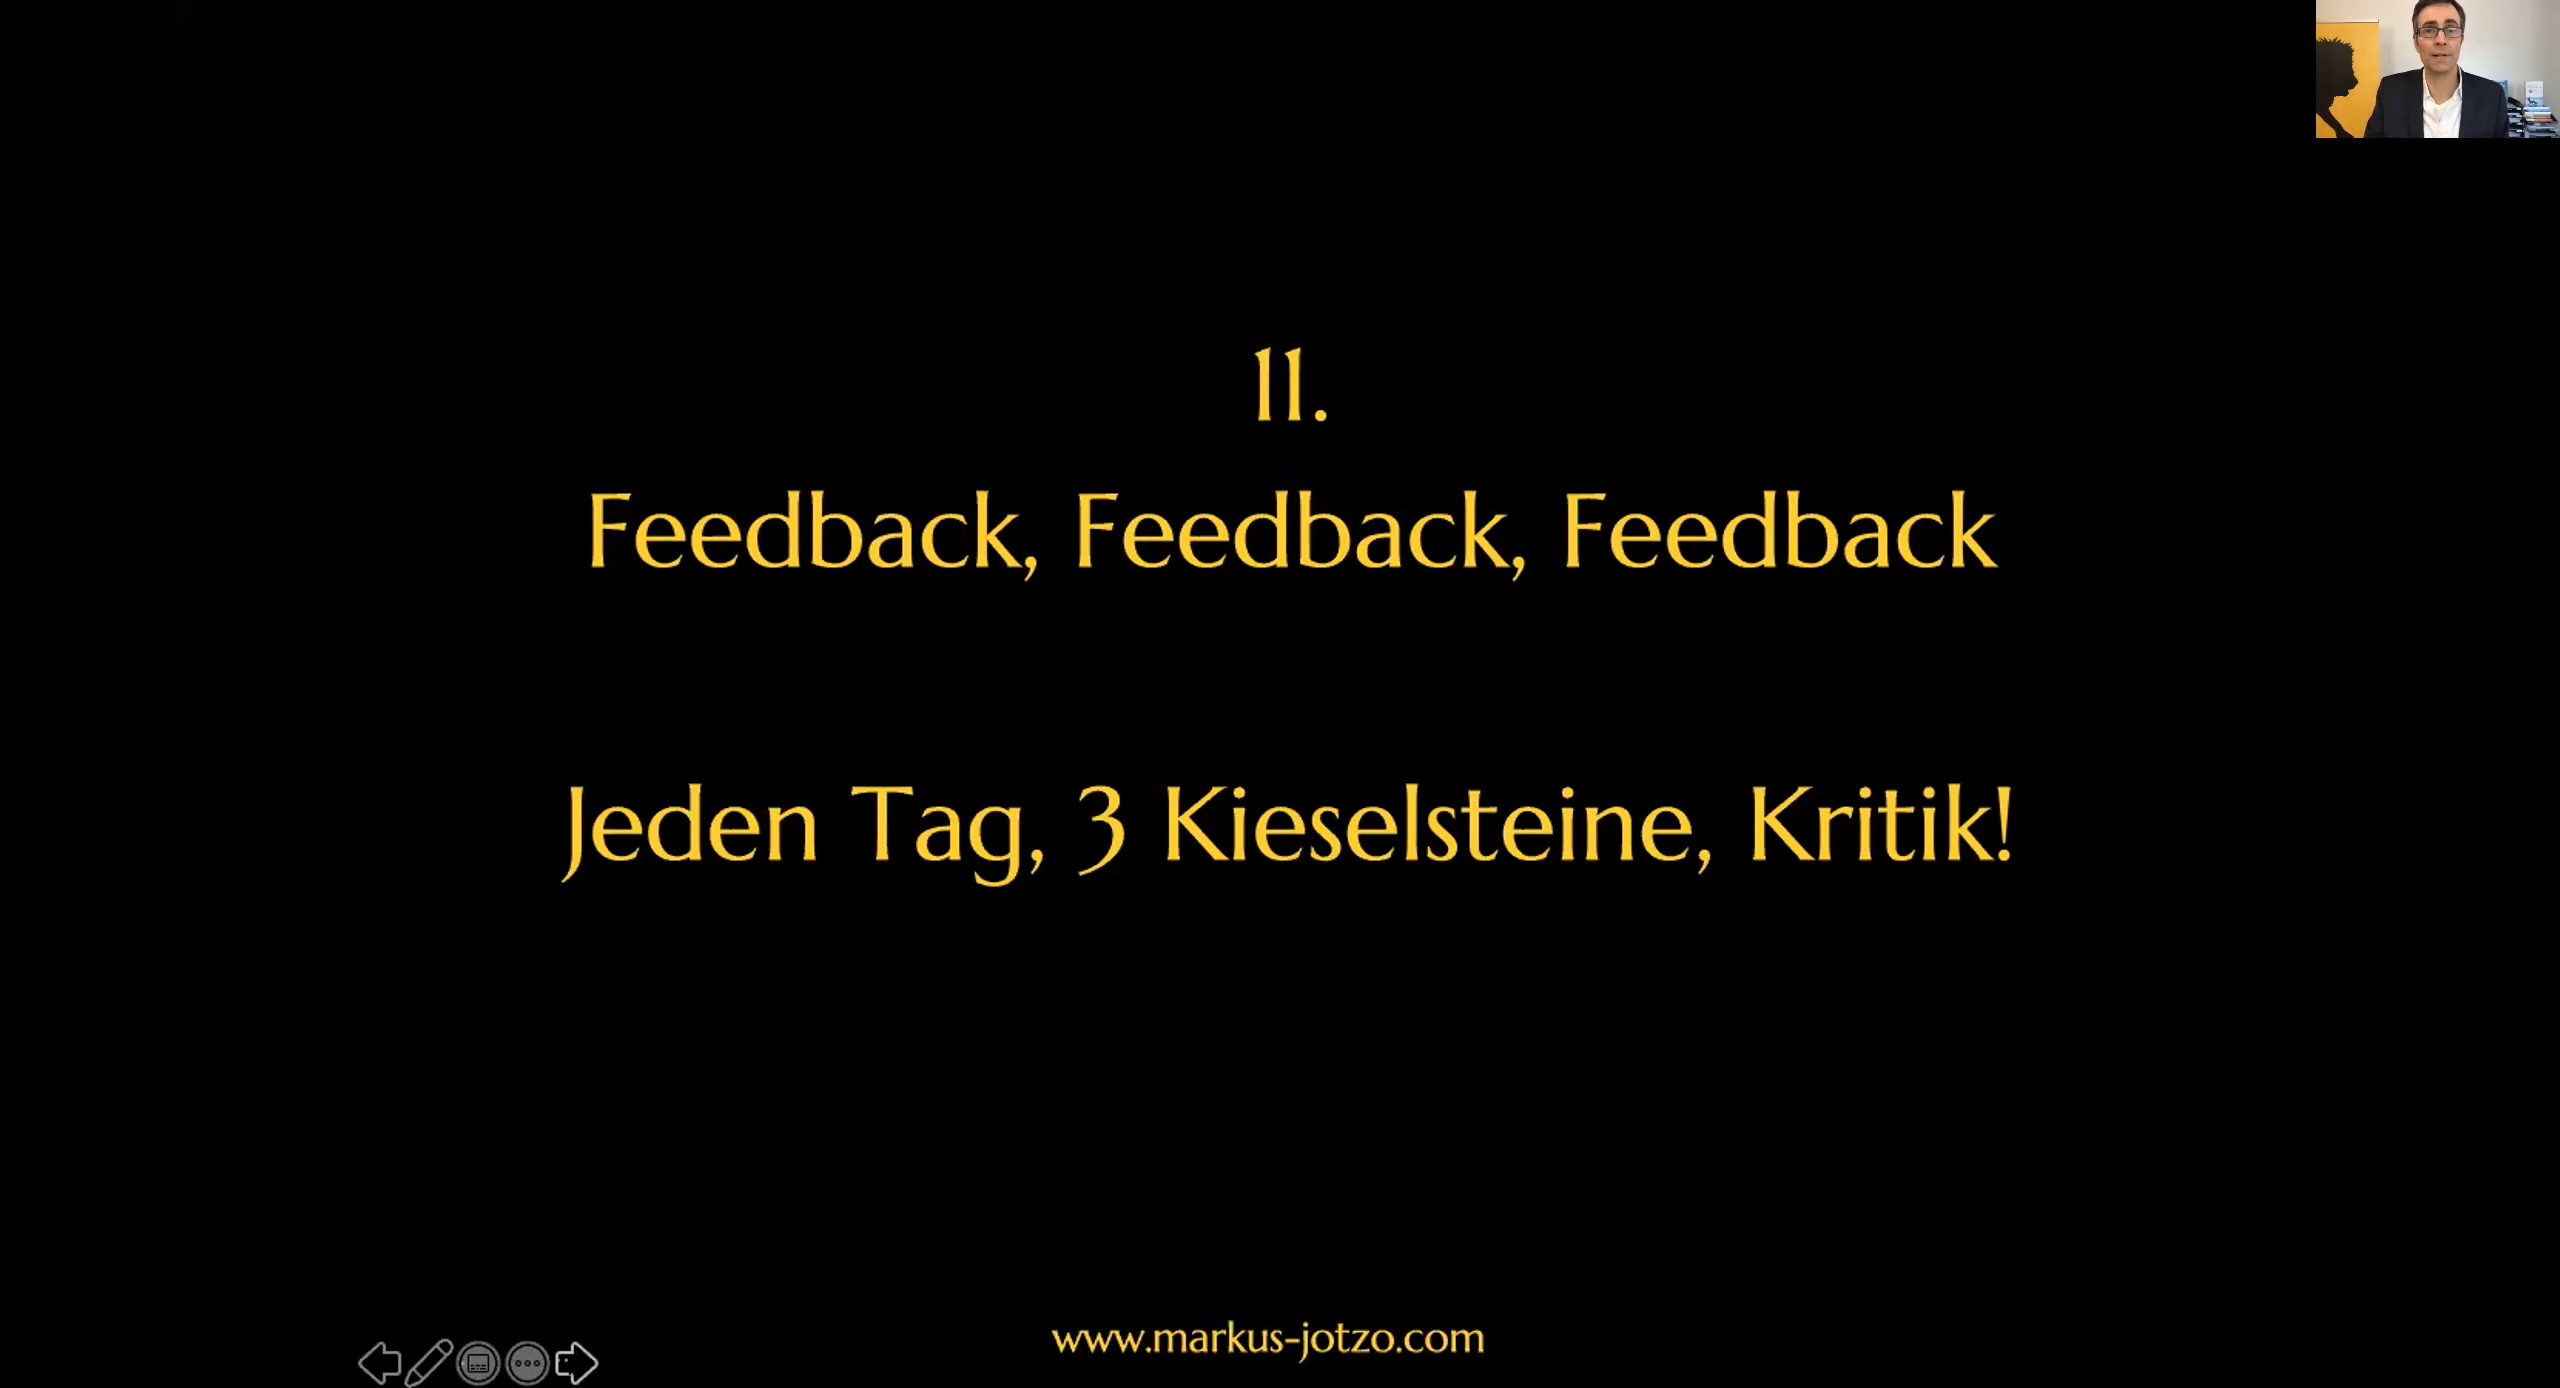 11.
Feedback, Feedback, Feedback
Jeden Tag, 3 Kieselsteine, Kritik!
www.markus-jotzo.com